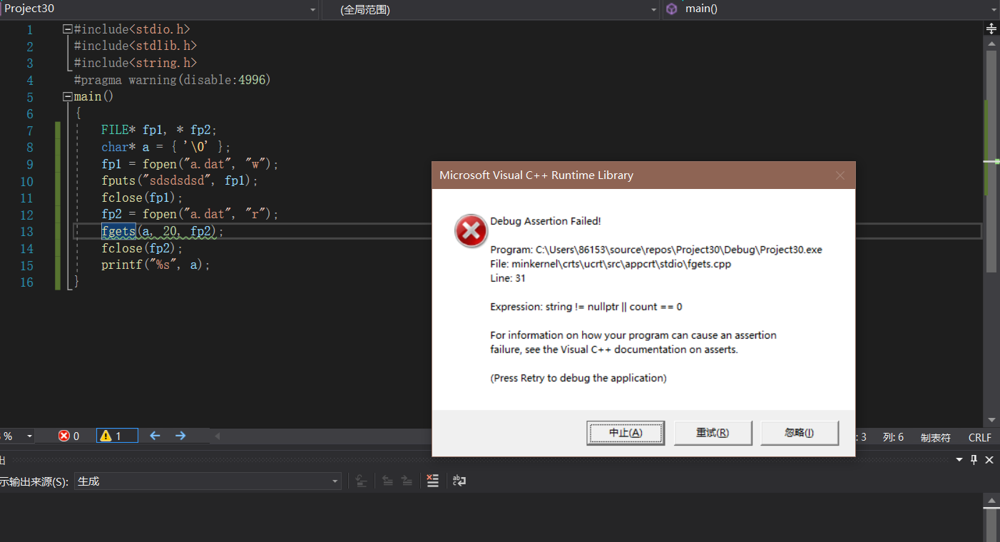 Project30 (全局范围) main()
1 #include<stdio.h>
2 #include<stdlib.h>
3 #include<string.h>
4 #pragma warning(disable:4996)
5 main()
6 {
7 FILE* fp1, * fp2;
8 char* a = { '\0' };
9 fp1 = fopen("a.dat", "w");
10 fputs("sdsdsdsd", fp1);
11 fclose(fp1);
12 fp2 = fopen("a.dat", "r");
13 fgets(a, 20, fp2);
14 fclose(fp2);
15 printf("%s", a);
16 }
Microsoft Visual C++ Runtime Library
Debug Assertion Failed!
Program: C:\Users\86153\source\repos\Project30\Debug\Project30.exe
File: minkernel\crts\ucrt\src\appcrt\stdio\fgets.cpp
Line: 31
Expression: string != nullptr || count == 0
For information on how your program can cause an assertion
failure, see the Visual C++ documentation on asserts.
(Press Retry to debug the application)
中止(A) 重试(R) 忽略(I)
% 0 1 : 3 列: 6 制表符 CRLF
出
示输出来源(S): 生成